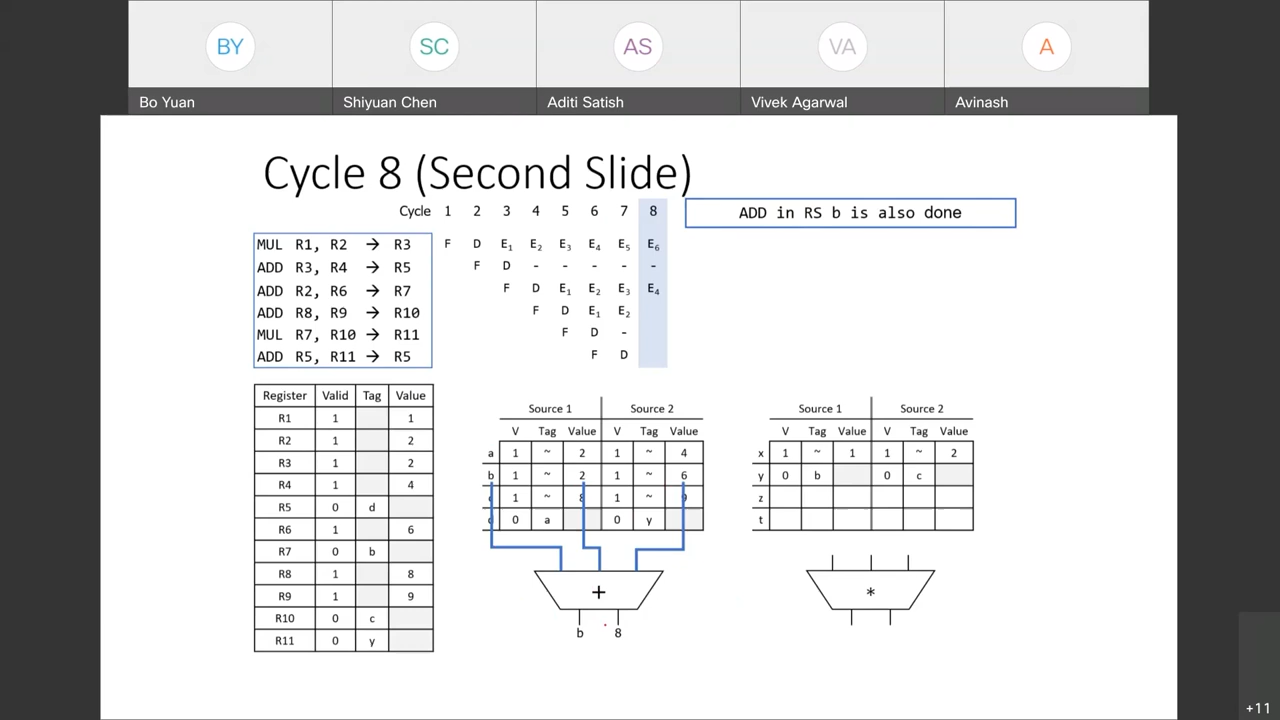 BY SC AS VA A
Bo Yuan Shiyuan Chen Aditi Satish Vivek Agarwal Avinash
Cycle 8 (Second Slide)
Cycle 1 2 3 4 5 6 7 8
ADD in RS b is also done
MUL R1, R2 → R3 F D E1 E2 E3 E4 E5 E6
ADD R3, R4 → R5 F D - - - - -
ADD R2, R6 → R7 F D E1 E2 E3 E4
ADD R8, R9 → R10 F D E1 E2
MUL R7, R10 → R11 F D -
ADD R5, R11 → R5 F D
Register Valid Tag Value
R1 1 1
R2 1 2
R3 1 2
R4 1 4
R5 0 d
R6 1 6
R7 0 b
R8 1 8
R9 1 9
R10 0 c
R11 0 y
Source 1 Source 2
V Tag Value V Tag Value
a 1 ~ 2 1 ~ 4
b 1 ~ 2 1 ~ 6
c 1 ~ 8 1 ~ 9
d 0 a 0 y
+
b 8
Source 1 Source 2
V Tag Value V Tag Value
x 1 ~ 1 1 ~ 2
y 0 b 0 c
z
t
*
+11